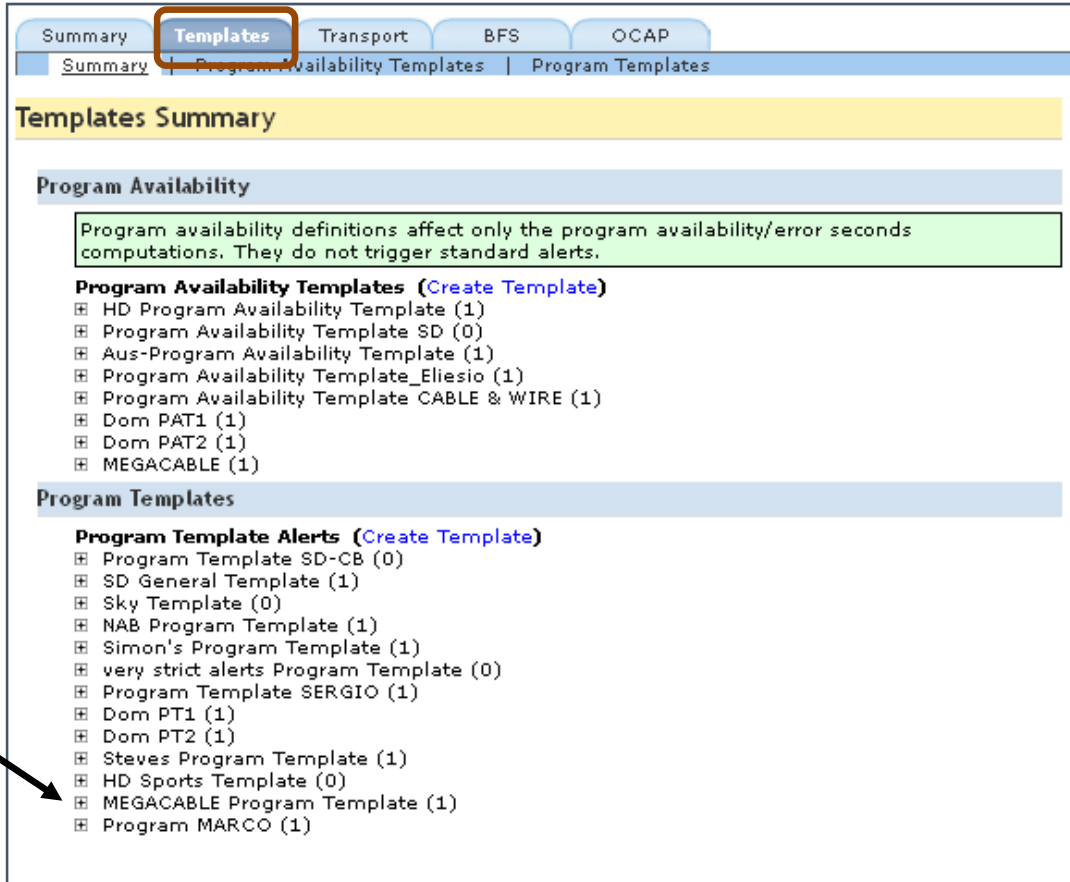 Summary Templates Transport BFS OCAP
Summary | Program Availability Templates | Program Templates
Templates Summary
Program Availability
Program availability definitions affect only the program availability/error seconds
computations. They do not trigger standard alerts.
Program Availability Templates (Create Template)
HD Program Availability Template (1)
Program Availability Template SD (0)
Aus-Program Availability Template (1)
Program Availability Template_Eliesio (1)
Program Availability Template CABLE & WIRE (1)
Dom PAT1 (1)
Dom PAT2 (1)
MEGACABLE (1)
Program Templates
Program Template Alerts (Create Template)
Program Template SD-CB (0)
SD General Template (1)
Sky Template (0)
NAB Program Template (1)
Simon's Program Template (1)
very strict alerts Program Template (0)
Program Template SERGIO (1)
Dom PT1 (1)
Dom PT2 (1)
Steves Program Template (1)
HD Sports Template (0)
MEGACABLE Program Template (1)
Program MARCO (1)